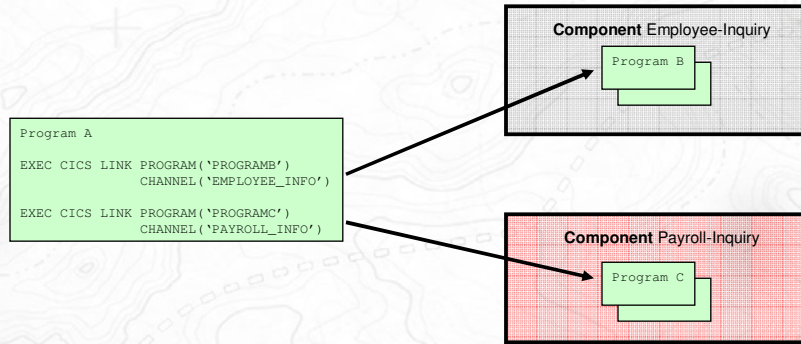 Component Employee-Inquiry
Program B
Program A
EXEC CICS LINK PROGRAM(‘PROGRAMB’)
CHANNEL(‘EMPLOYEE_INFO’)
EXEC CICS LINK PROGRAM(‘PROGRAMC’)
CHANNEL(‘PAYROLL_INFO’)
Component Payroll-Inquiry
Program C